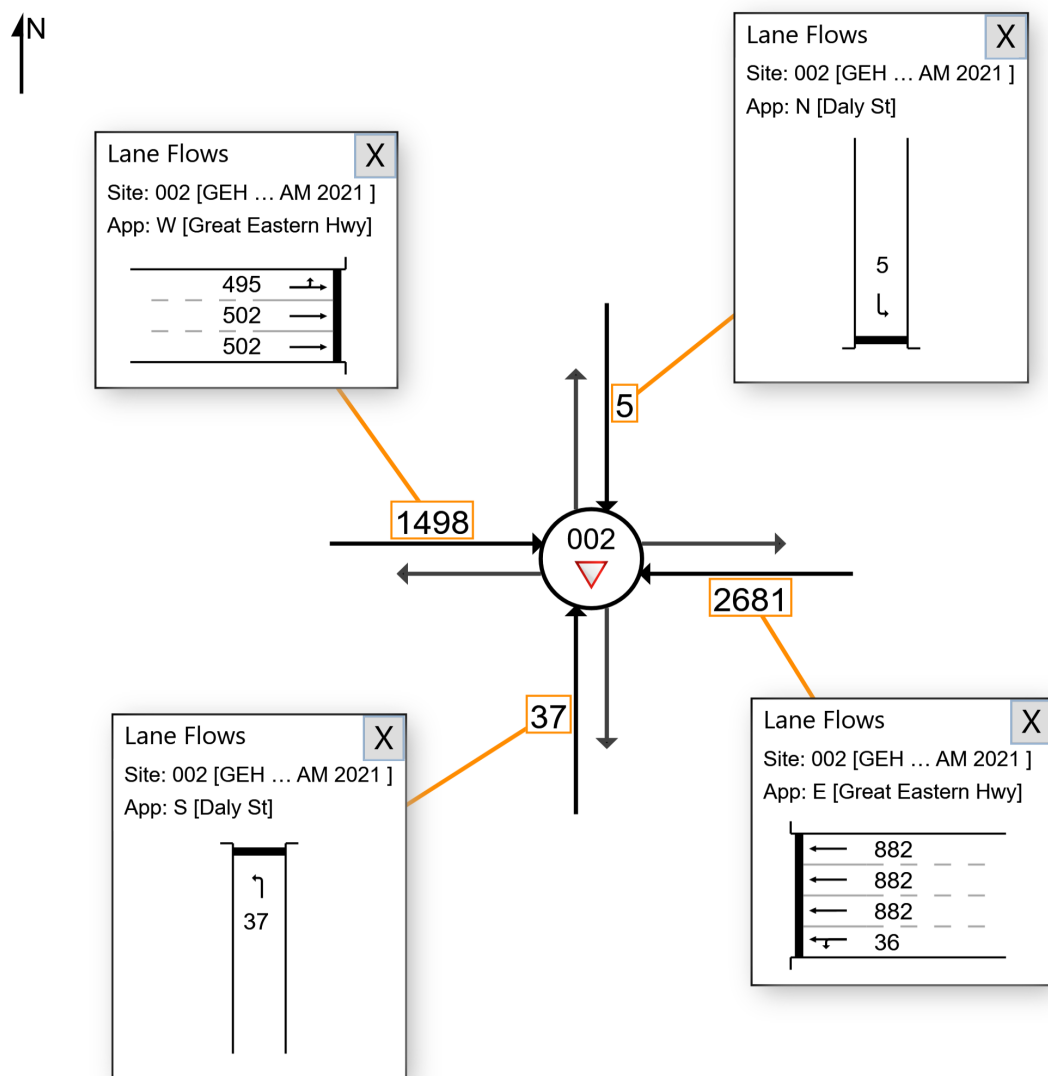 N
Lane Flows X
Site: 002 [GEH … AM 2021 ]
App: N [Daly St]
5
Lane Flows X
Site: 002 [GEH … AM 2021 ]
App: W [Great Eastern Hwy]
495
502
502
5
1498
002
2681
37
Lane Flows X
Site: 002 [GEH … AM 2021 ]
App: S [Daly St]
37
Lane Flows X
Site: 002 [GEH … AM 2021 ]
App: E [Great Eastern Hwy]
882
882
882
36